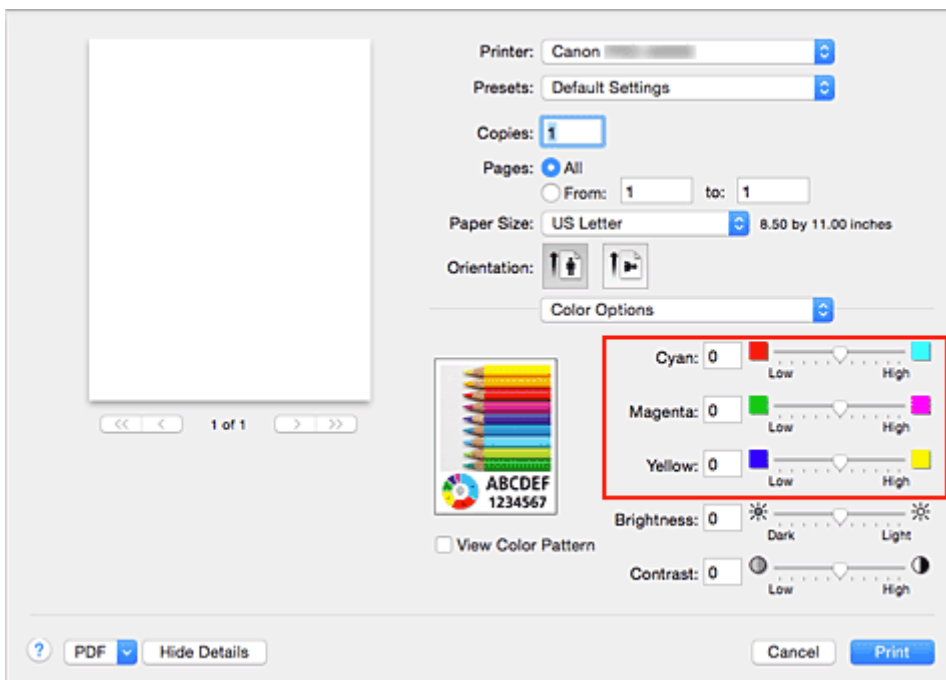 Printer: Canon
Presets: Default Settings
Copies: 1
Pages: All
From: 1 to: 1
Paper Size: US Letter 8.50 by 11.00 inches
Orientation:
Color Options
Cyan: 0
Low High
Magenta: 0
Low High
Yellow: 0
Low High
Brightness: 0
Dark Light
Contrast: 0
Low High
ABCDEF
1234567
View Color Pattern
1 of 1
? PDF Hide Details Cancel Print